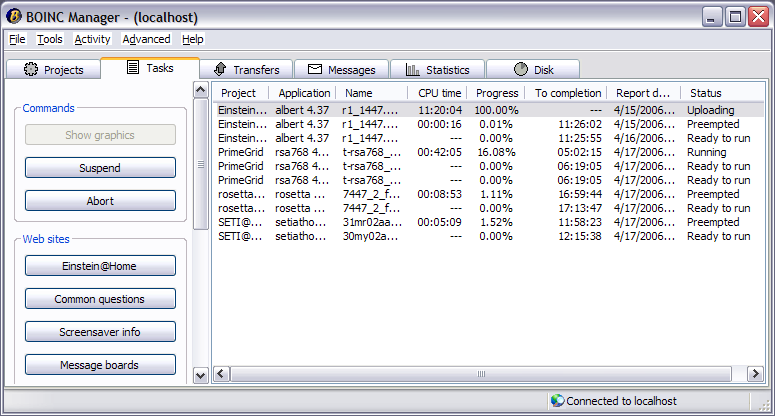 BOINC Manager - (localhost)
File Tools Activity Advanced Help
Projects Tasks Transfers Messages Statistics Disk
Commands
Show graphics
Suspend
Abort
Web sites
Einstein@Home
Common questions
Screensaver info
Message boards
Project Application Name CPU time Progress To completion Report d... Status
Einstein... albert 4.37 r1_1447.... 11:20:04 100.00% --- 4/15/2006... Uploading
Einstein... albert 4.37 r1_1447.... 00:00:16 0.01% 11:26:02 4/15/2006... Preempted
Einstein... albert 4.37 r1_1447.... --- 0.00% 11:25:55 4/16/2006... Ready to run
PrimeGrid rsa768 4... t-rsa768_... 00:42:05 16.08% 05:02:15 4/17/2006... Running
PrimeGrid rsa768 4... t-rsa768_... --- 0.00% 06:19:05 4/17/2006... Ready to run
PrimeGrid rsa768 4... t-rsa768_... --- 0.00% 06:19:05 4/17/2006... Ready to run
rosetta... rosetta ... 7447_2_f... 00:08:53 1.11% 16:59:44 4/17/2006... Preempted
rosetta... rosetta ... 7447_2_f... --- 0.00% 17:13:47 4/17/2006... Ready to run
SETI@... setiatho... 31mr02aa... 00:05:09 1.52% 11:58:23 4/17/2006... Preempted
SETI@... setiatho... 30my02a... --- 0.00% 12:15:38 4/17/2006... Ready to run
Connected to localhost